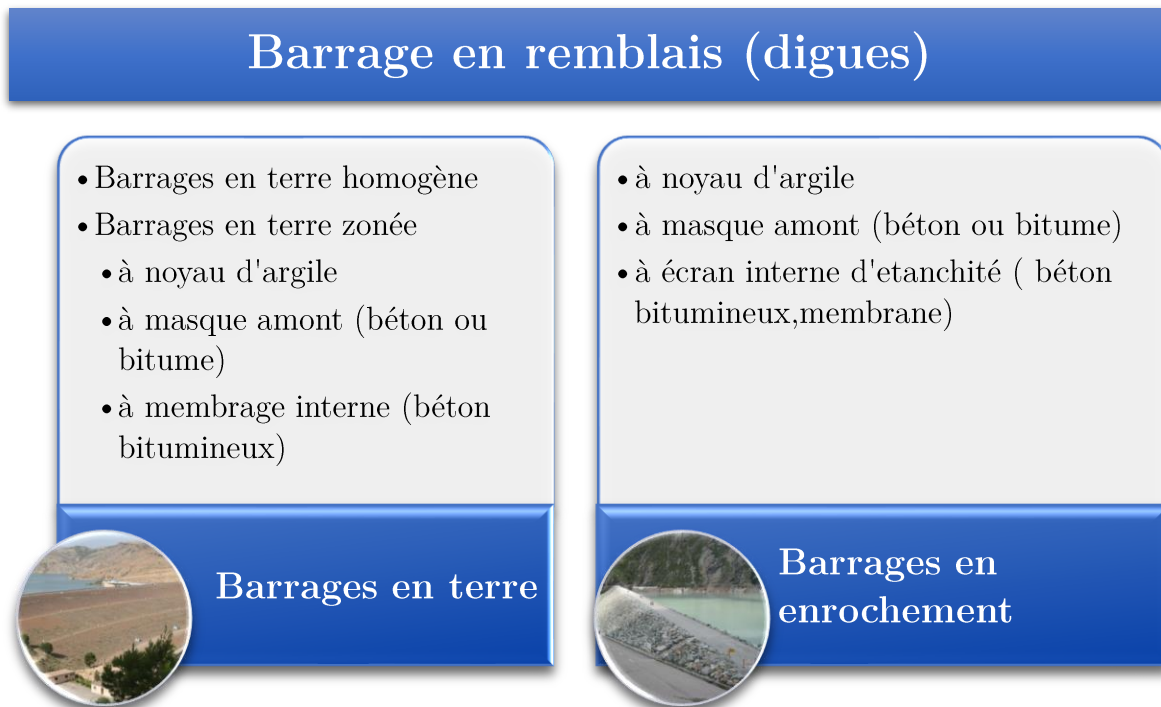 Barrage en remblais (digues)
• Barrages en terre homogène
• Barrages en terre zonée
• à noyau d'argile
• à masque amont (béton ou
bitume)
• à membrage interne (béton
bitumineux)
Barrages en terre
• à noyau d'argile
• à masque amont (béton ou bitume)
• à écran interne d'etanchité ( béton
bitumineux,membrane)
Barrages en
enrochement